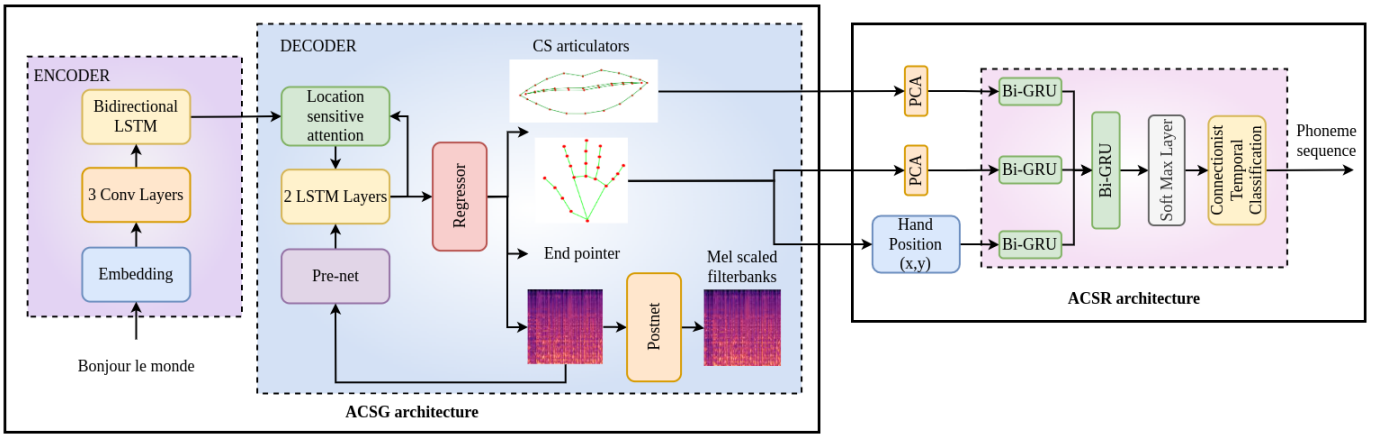 ENCODER
Bidirectional
LSTM
3 Conv Layers
Embedding
Bonjour le monde
DECODER
Location
sensitive
attention
2 LSTM Layers
Pre-net
Regressor
CS articulators
End pointer
Postnet
Mel scaled
filterbanks
ACSG architecture
PCA
PCA
Hand
Position
(x,y)
Bi-GRU
Bi-GRU
Bi-GRU
Bi-GRU
Soft Max Layer
Connectionist
Temporal
Classification
Phoneme
sequence
ACSR architecture